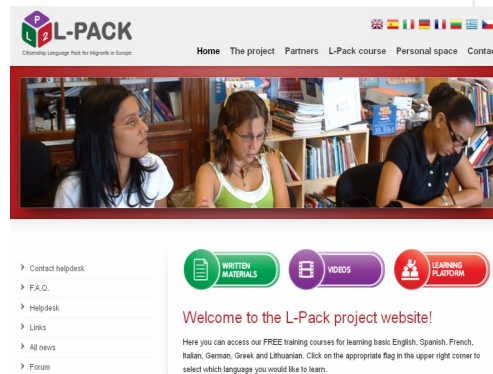 P
L 2
L-PACK
Citizenship Language Pack for Migrants in Europe
Home The project Partners L-Pack course Personal space Contac
WRITTEN
MATERIALS
VIDEOS
LEARNING
PLATFORM
Contact helpdesk
F.A.Q.
Helpdesk
Links
All news
Forum
Welcome to the L-Pack project website!
Here you can access our FREE training courses for learning basic English, Spanish, French,
Italian, German, Greek and Lithuanian. Click on the appropriate flag in the upper right corner to
select which language you would like to learn.